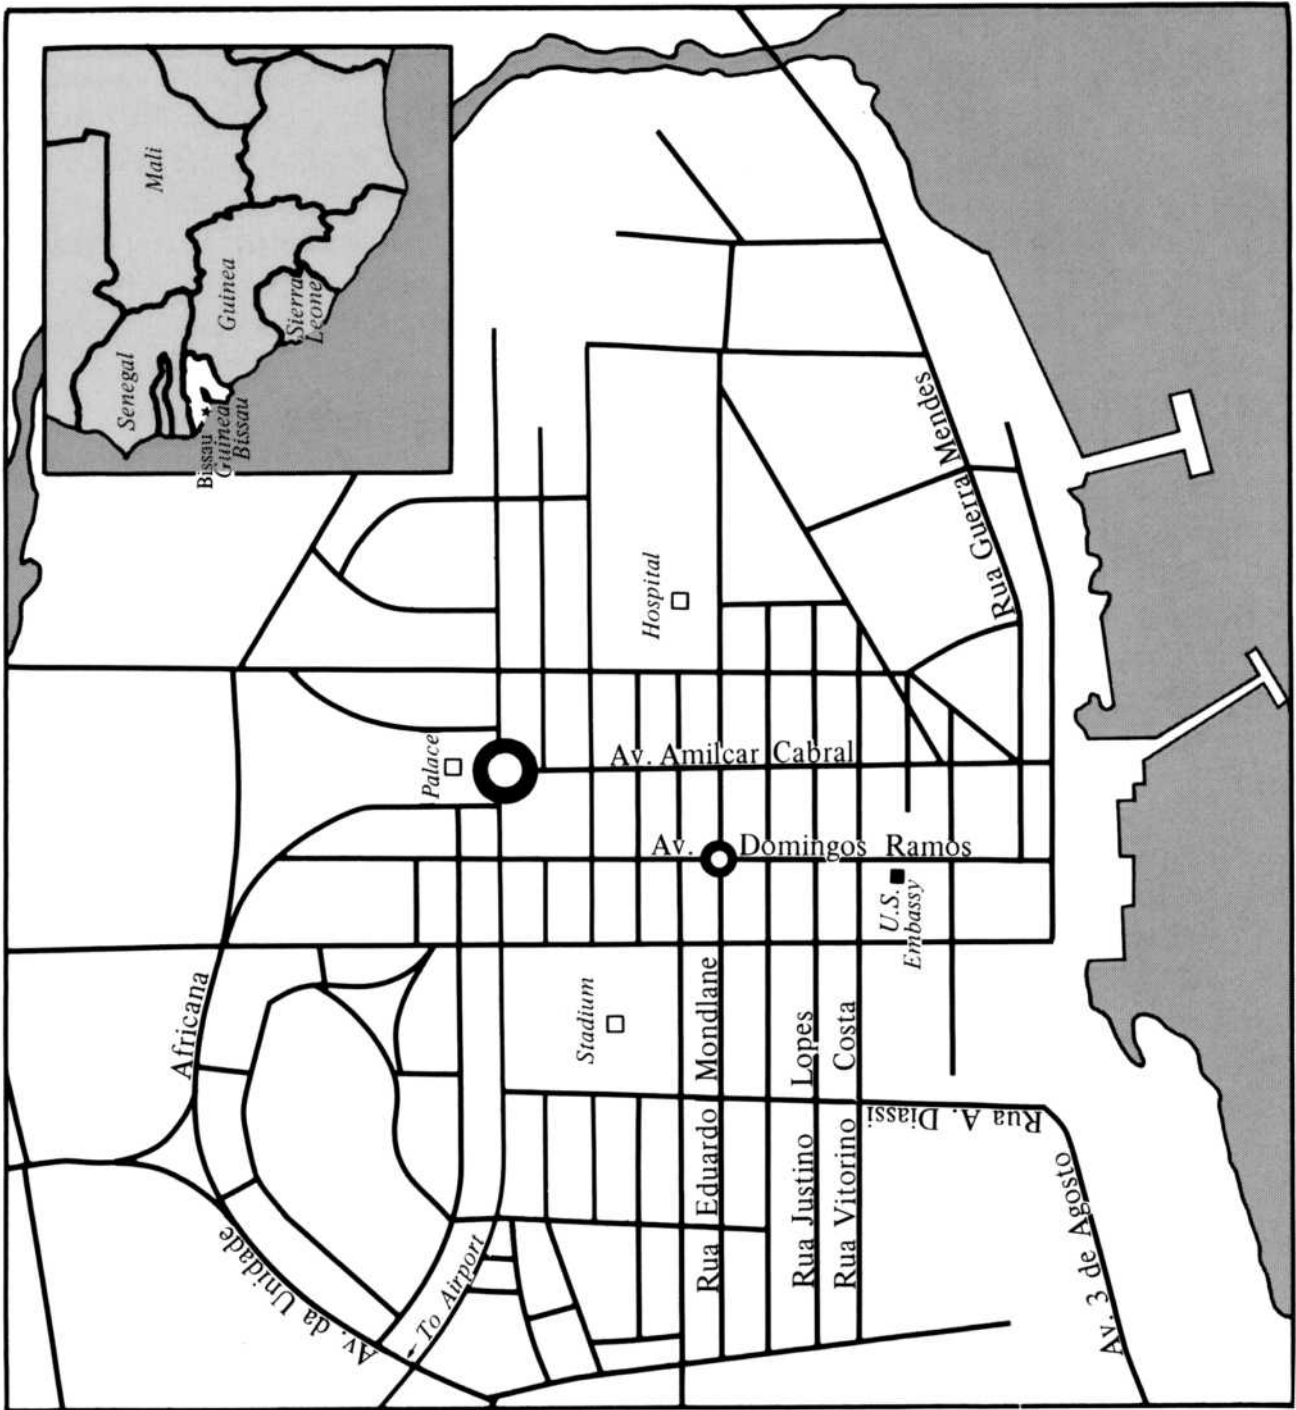 Mali
Senegal
Guinea
Sierra
Leone
Bissau
Guinea
Bissau
Hospital
Rua Guerra Mendes
Palace
Av. Amilcar Cabral
Av. Domingos Ramos
U.S.
Embassy
Stadium
Africana
Av. da Unidade
To Airport
Rua Eduardo Mondlane
Rua Justino Lopes
Rua Vitorino Costa
Rua A. Diassi
Av. 3 de Agosto